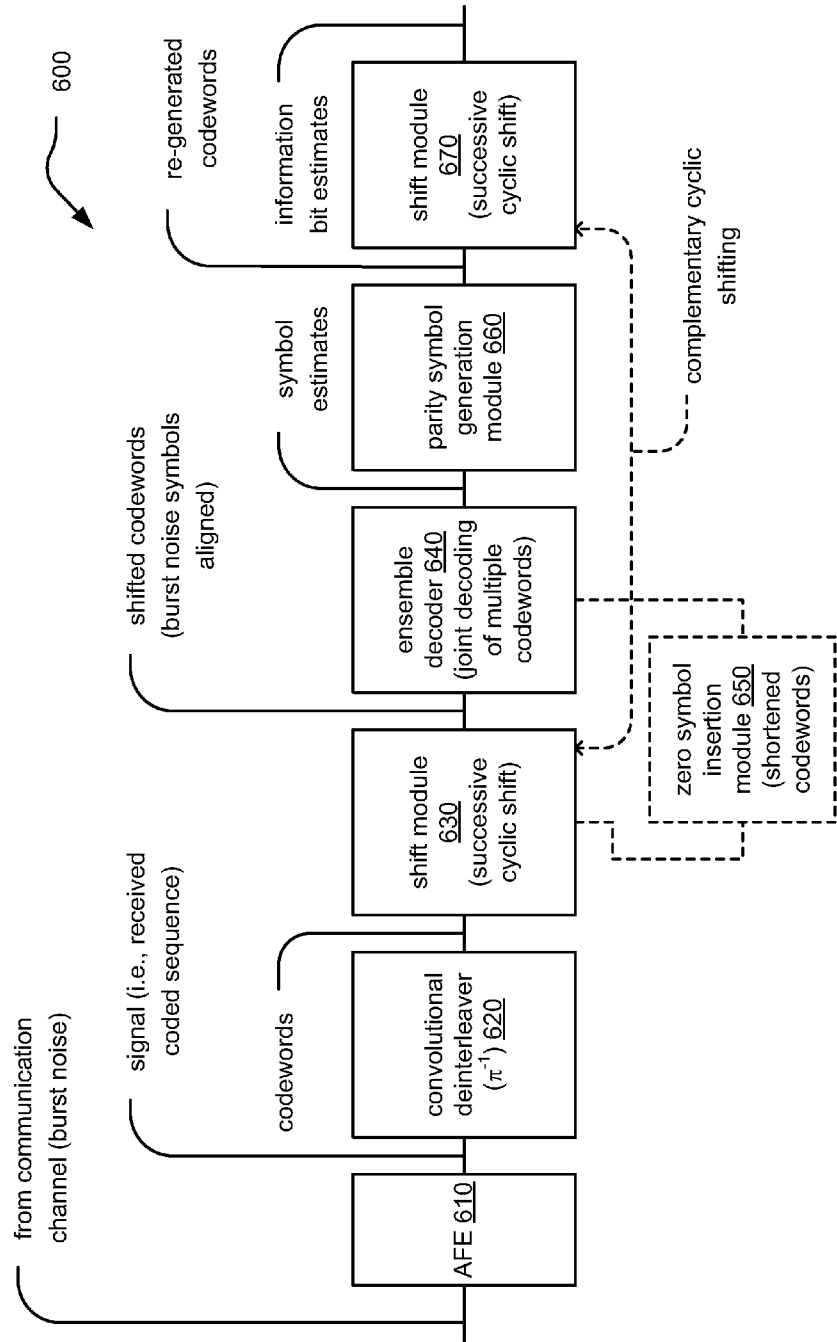 600
from communication
channel (burst noise)
signal (i.e., received
coded sequence)
codewords
shifted codewords
(burst noise symbols
aligned)
symbol
estimates
re-generated
codewords
information
bit estimates
AFE 610
convolutional
deinterleaver
(π⁻¹) 620
shift module
630
(successive
cyclic shift)
ensemble
decoder 640
(joint decoding
of multiple
codewords)
parity symbol
generation
module 660
shift module
670
(successive
cyclic shift)
zero symbol
insertion
module 650
(shortened
codewords)
complementary cyclic
shifting